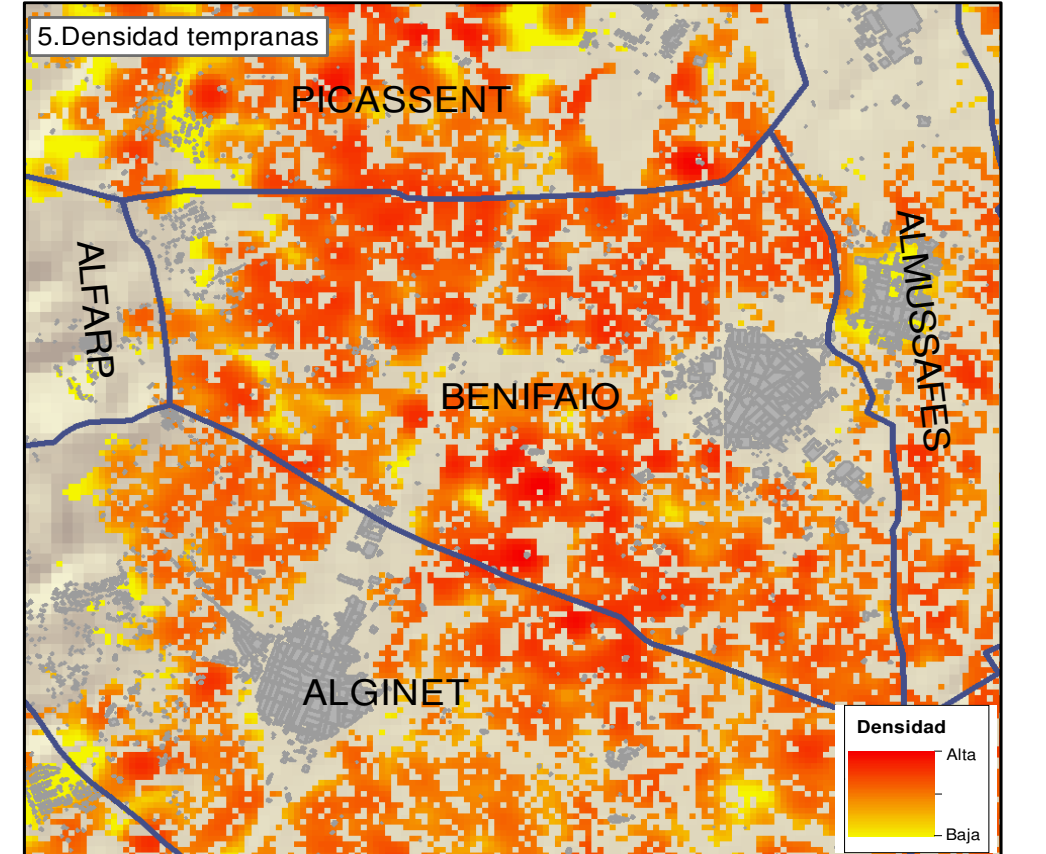 5.Densidad tempranas
PICASSENT
ALFARP
ALMUSSAFES
BENIFAIO
ALGINET
Densidad
Alta
Baja